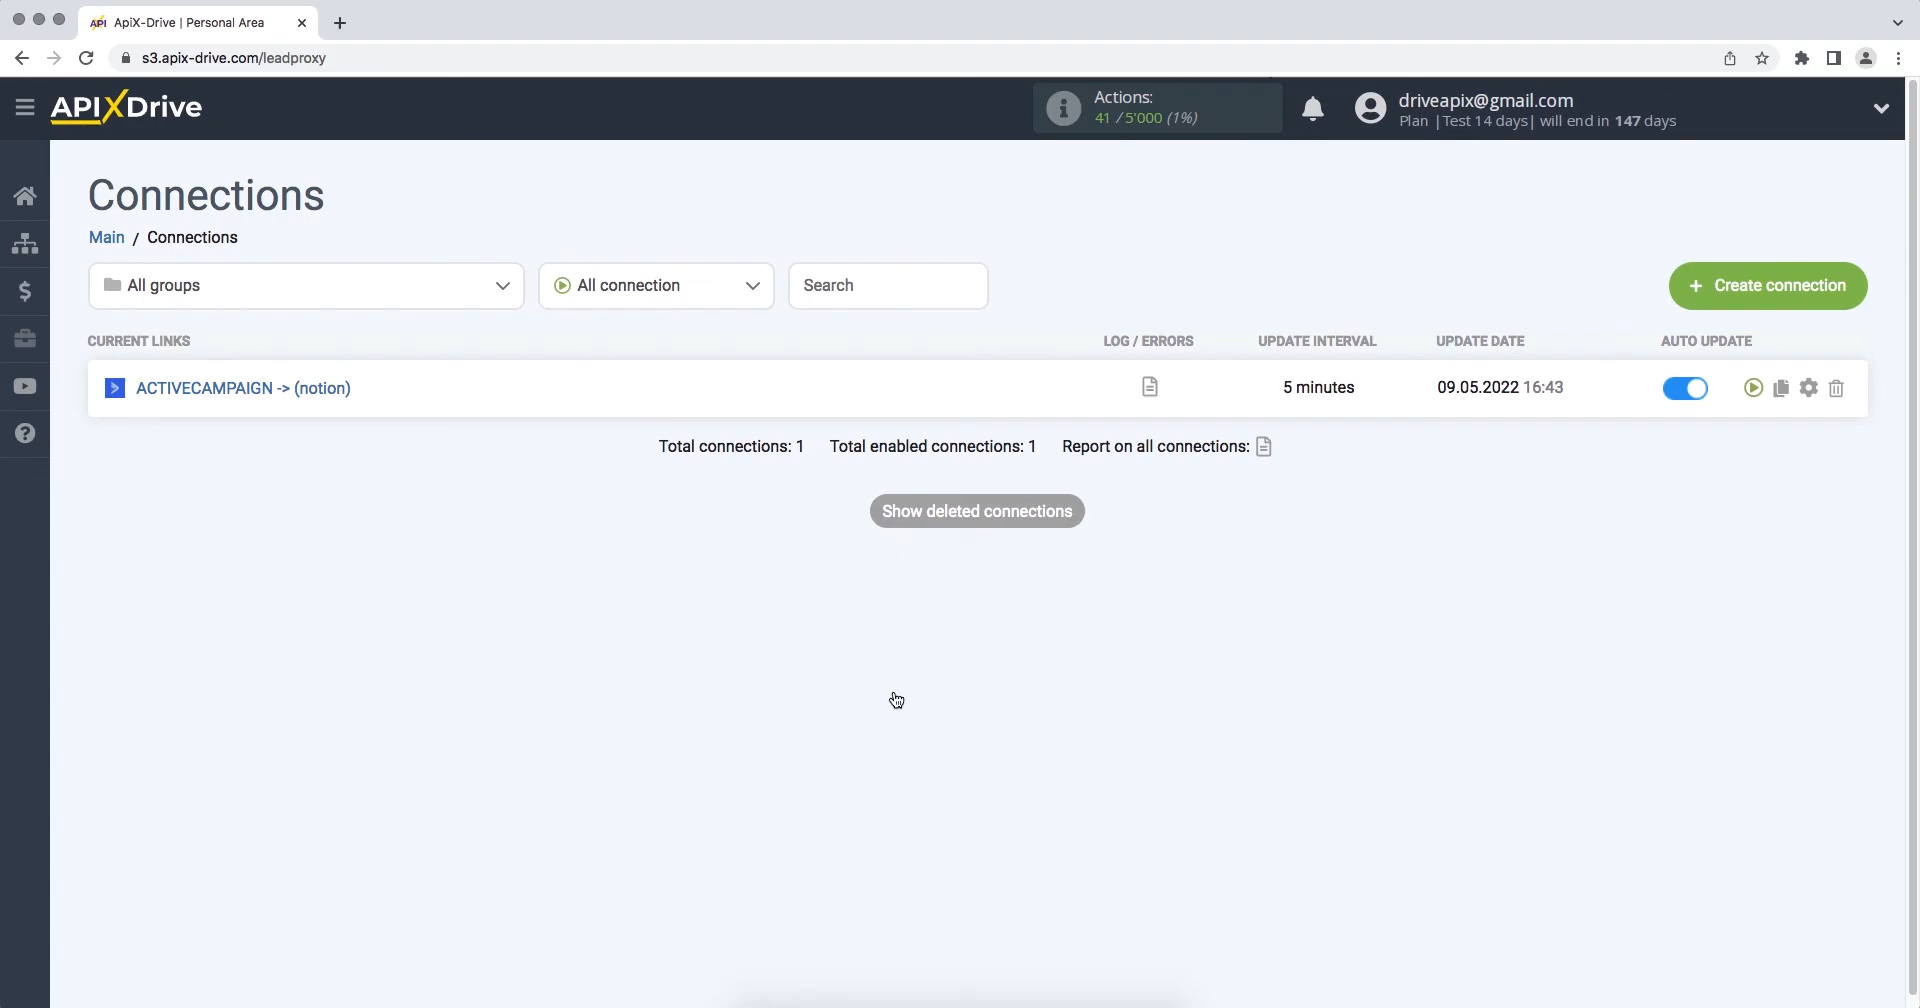 API ApiX-Drive | Personal Area
s3.apix-drive.com/leadproxy
APIXDrive
Actions:
41 / 5'000 (1%)
driveapix@gmail.com
Plan |Test 14 days| will end in 147 days
Connections
Main / Connections
All groups
All connection
Search
+ Create connection
CURRENT LINKS
LOG / ERRORS
UPDATE INTERVAL
UPDATE DATE
AUTO UPDATE
ACTIVECAMPAIGN -> (notion)
5 minutes
09.05.2022 16:43
Total connections: 1
Total enabled connections: 1
Report on all connections:
Show deleted connections